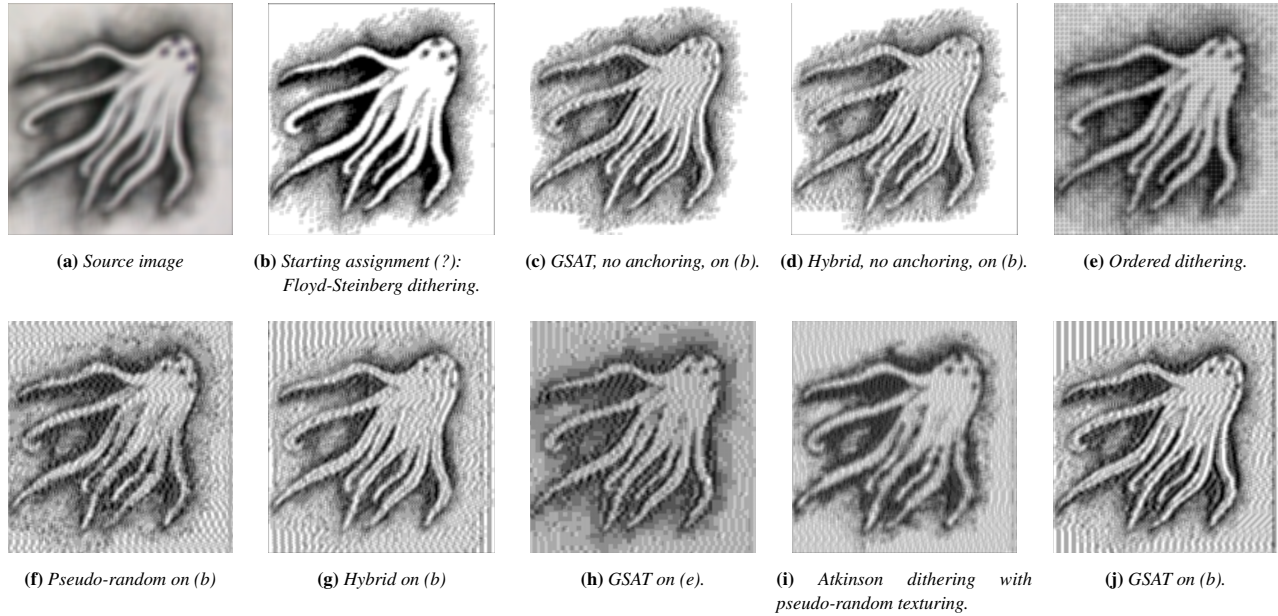 (a) Source image
(b) Starting assignment (?):
Floyd-Steinberg dithering.
(c) GSAT, no anchoring, on (b).
(d) Hybrid, no anchoring, on (b).
(e) Ordered dithering.
(f) Pseudo-random on (b)
(g) Hybrid on (b)
(h) GSAT on (e).
(i) Atkinson dithering with
pseudo-random texturing.
(j) GSAT on (b).